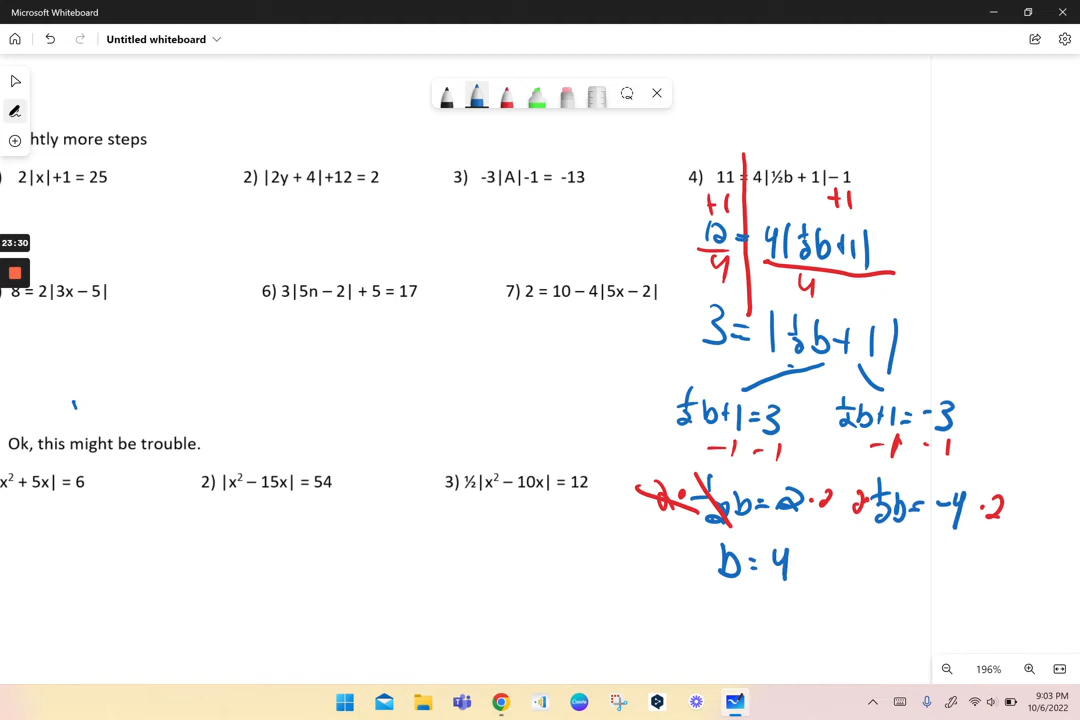 Microsoft Whiteboard
Untitled whiteboard
htly more steps
) 2|x|+1 = 25
2) |2y + 4|+12 = 2
3) -3|A|-1 = -13
4) 11 = 4|½b + 1|– 1
+1 +1
12 = 4|½b+1|
4 4
23:30
) 8 = 2|3x – 5|
6) 3|5n – 2| + 5 = 17
7) 2 = 10 – 4|5x – 2|
3 = |½b + 1|
½b+1=3 ½b+1=-3
-1 -1 -1 -1
Ok, this might be trouble.
x² + 5x| = 6
2) |x² – 15x| = 54
3) ½|x² – 10x| = 12
2· ½b = 2·2 2 ½b = -4 ·2
b = 4
196%
9:03 PM
10/6/2022